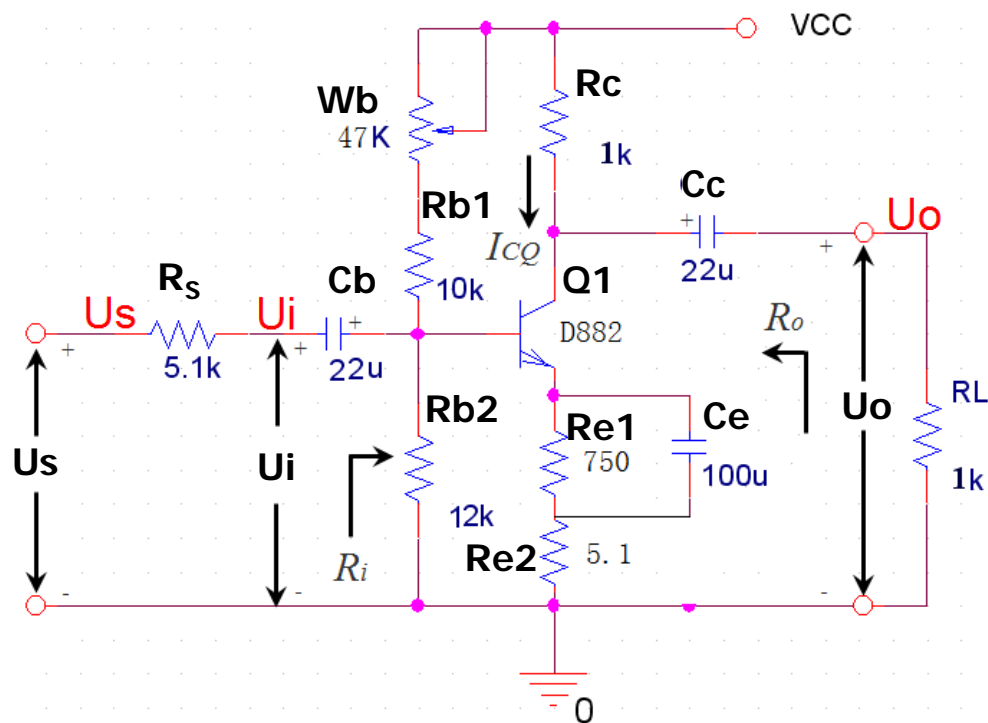 VCC
Wb
47K
Rc
1k
Rb1
10k
ICQ
Cc
22u
Uo
Us
Rs
5.1k
Ui
Cb
22u
Q1
D882
Ro
Us
Ui
Rb2
12k
Ri
Re1
750
Ce
100u
Re2
5.1
Uo
RL
1k
0
+
-
+
-
+
+
+
-